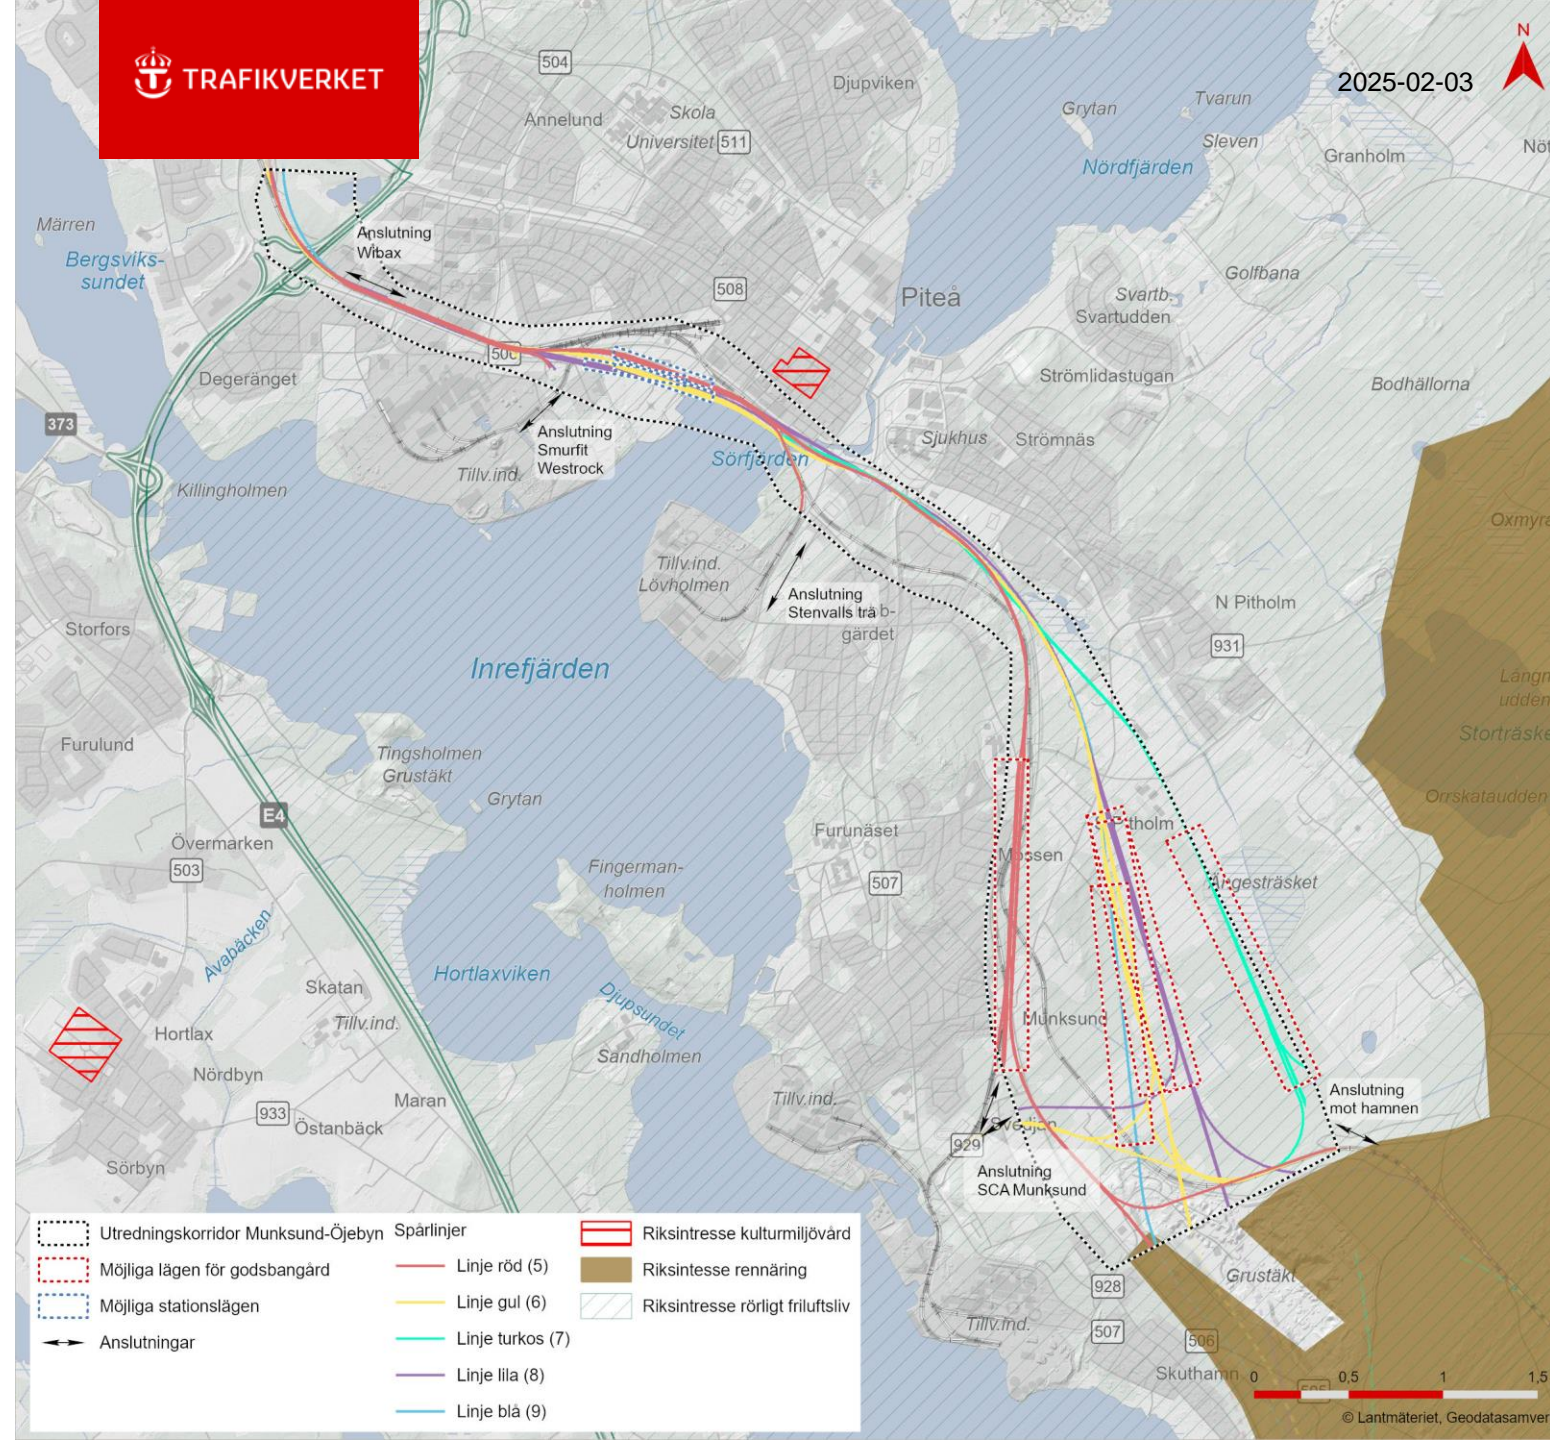 TRAFIKVERKET
2025-02-03
N
504
Djupviken
Annelund
Skola
Universitet
511
Grytan
Tvarun
Sleven
Granholm
Nördfjärden
Märren
Bergsviks-
sundet
Anslutning
Wibax
508
Piteå
Golfbana
Svartb.
Svartudden
Degeränget
Strömlidastugan
Bodhällorna
373
Anslutning
Smurfit
Westrock
Sjukhus
Strömnäs
Sörfjärden
Tillv.ind.
Killingholmen
Tillv.ind.
Lövholmen
Anslutning
Stenvalls trä
gärdet
N Pitholm
931
Storfors
Inrefjärden
Furulund
Tingsholmen
Grustäkt
Grytan
Storträske
Orrskataudden
E4
Övermarken
503
Furunäset
Mossen
507
Fingerman-
holmen
Avabäcken
Hortlaxviken
Djupsundet
Skatan
Tillv.ind.
Hortlax
Munksund
Sandholmen
Nördbyn
Maran
933
Östanbäck
Tillv.ind.
Anslutning
mot hamnen
Svedjan
929
Sörbyn
Anslutning
SCA Munksund
Utredningskorridor Munksund-Öjebyn
Möjliga lägen för godsbangård
Möjliga stationslägen
Anslutningar
Spårlinjer
Linje röd (5)
Linje gul (6)
Linje turkos (7)
Linje lila (8)
Linje blå (9)
Riksintresse kulturmiljövård
Riksintesse rennäring
Riksintresse rörligt friluftsliv
Grustäkt
928
Tillv.ind.
507
506
Skuthamn
0
0,5
1
1,5
© Lantmäteriet, Geodatasamver